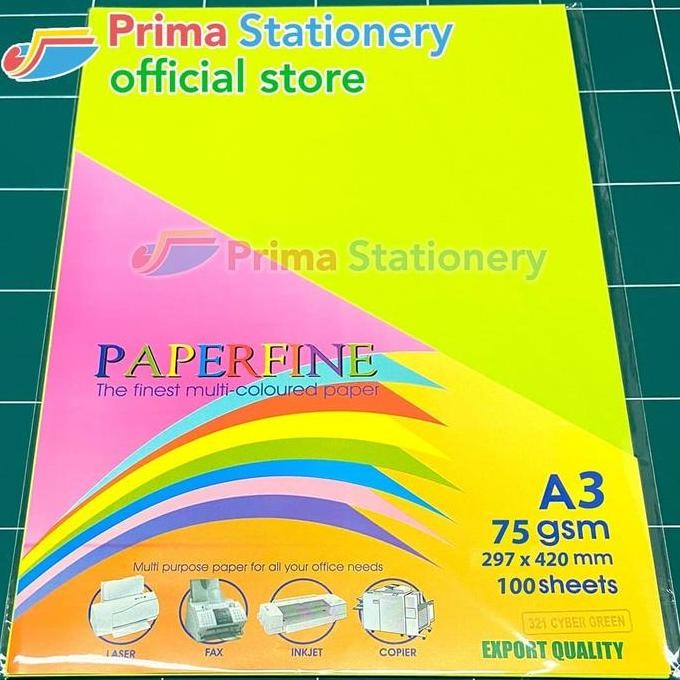 Prima Stationery
official store
Prima Stationery
PAPERFINE
The finest multi-coloured paper
A3
75 gsm
297 x 420 mm
100 sheets
Multi purpose paper for all your office needs
LASER
FAX
INKJET
COPIER
321 CYBER GREEN
EXPORT QUALITY